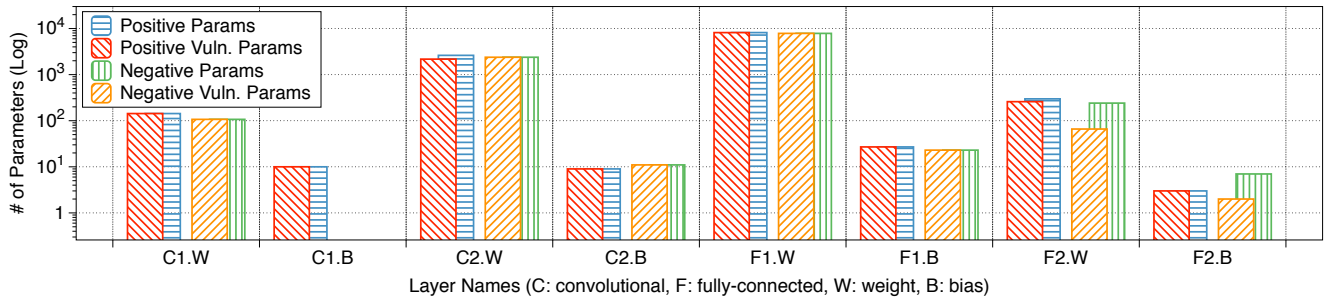 # of Parameters (Log)
10^4
10^3
10^2
10^1
1
Positive Params
Positive Vuln. Params
Negative Params
Negative Vuln. Params
C1.W C1.B C2.W C2.B F1.W F1.B F2.W F2.B
Layer Names (C: convolutional, F: fully-connected, W: weight, B: bias)